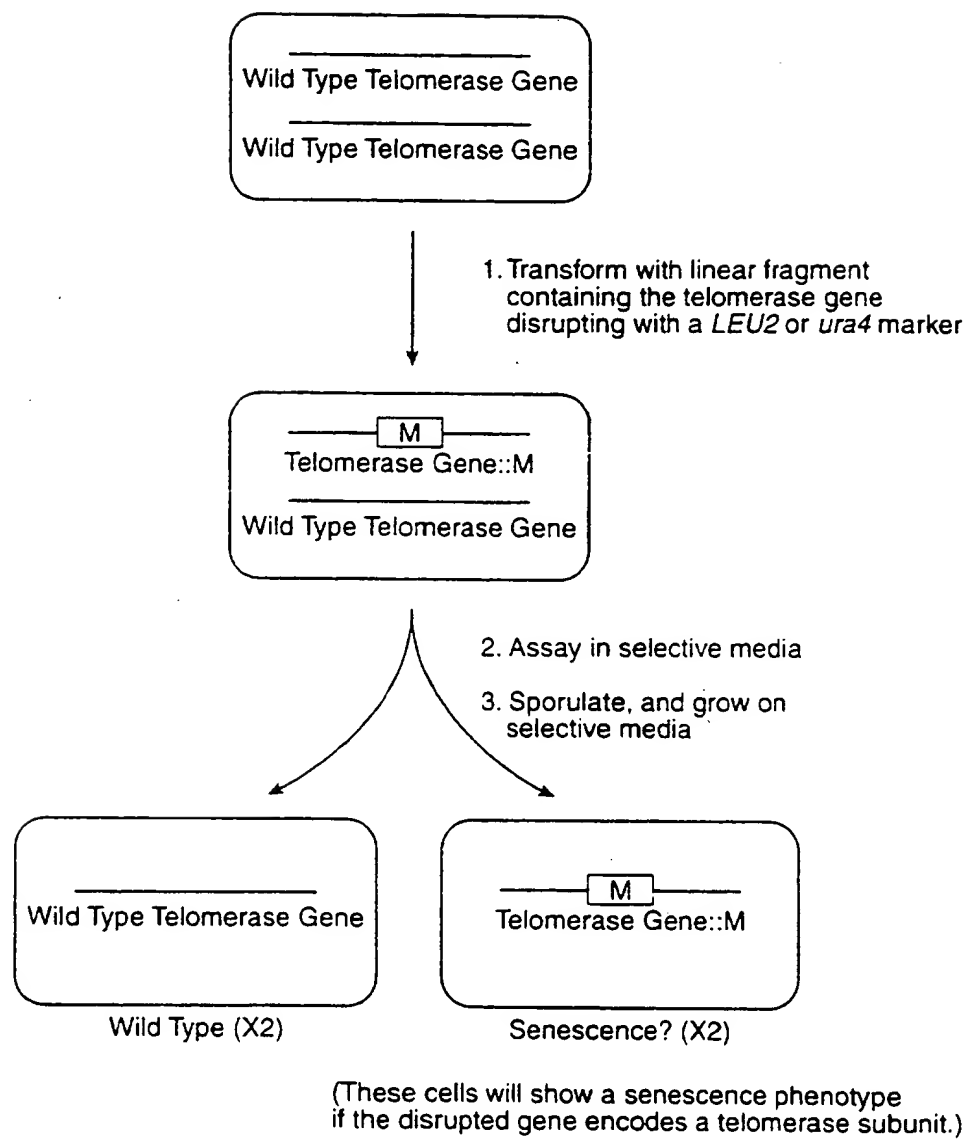 Wild Type Telomerase Gene
Wild Type Telomerase Gene
1. Transform with linear fragment
containing the telomerase gene
disrupting with a LEU2 or ura4 marker
M
Telomerase Gene::M
Wild Type Telomerase Gene
2. Assay in selective media
3. Sporulate, and grow on
selective media
Wild Type Telomerase Gene
Wild Type (X2)
M
Telomerase Gene::M
Senescence? (X2)
(These cells will show a senescence phenotype
if the disrupted gene encodes a telomerase subunit.)